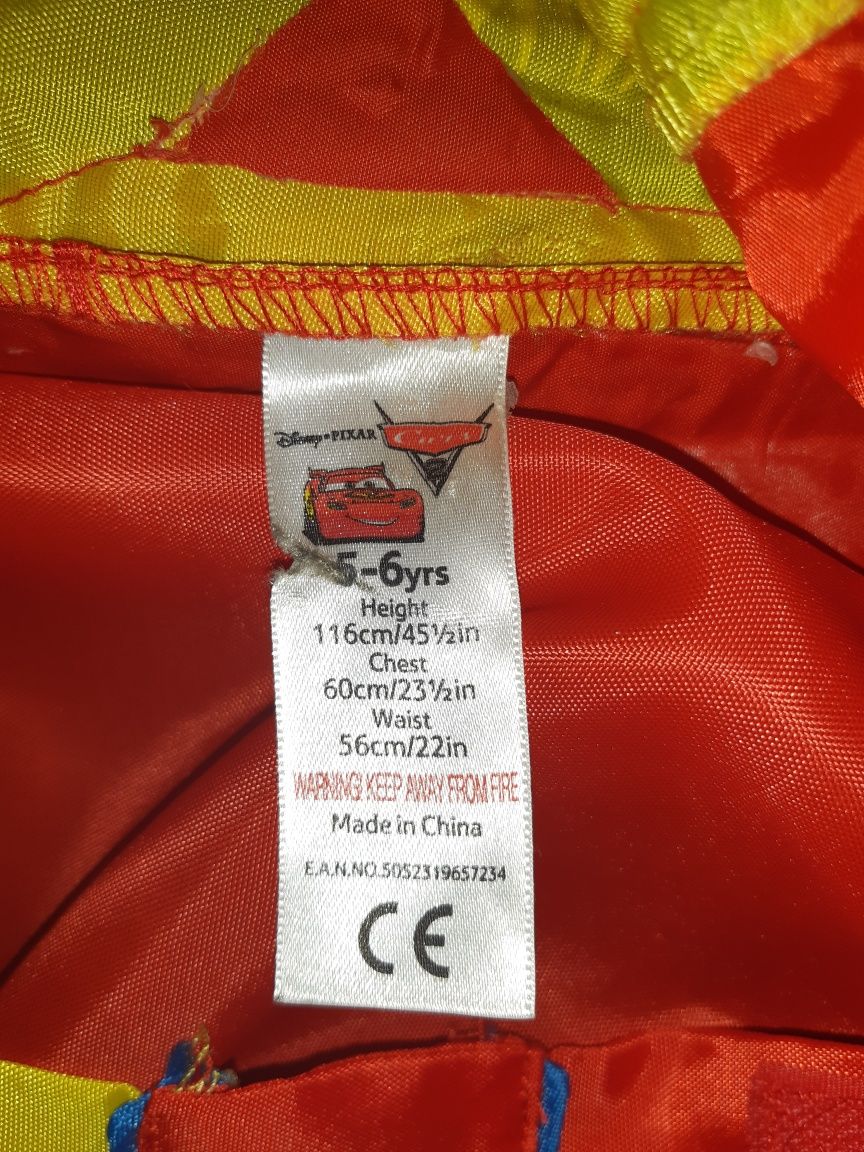 Disney·PIXAR
Cars
2
5-6yrs
Height
116cm/45½in
Chest
60cm/23½in
Waist
56cm/22in
WARNING! KEEP AWAY FROM FIRE
Made in China
E.A.N.NO.5052319657234
CE